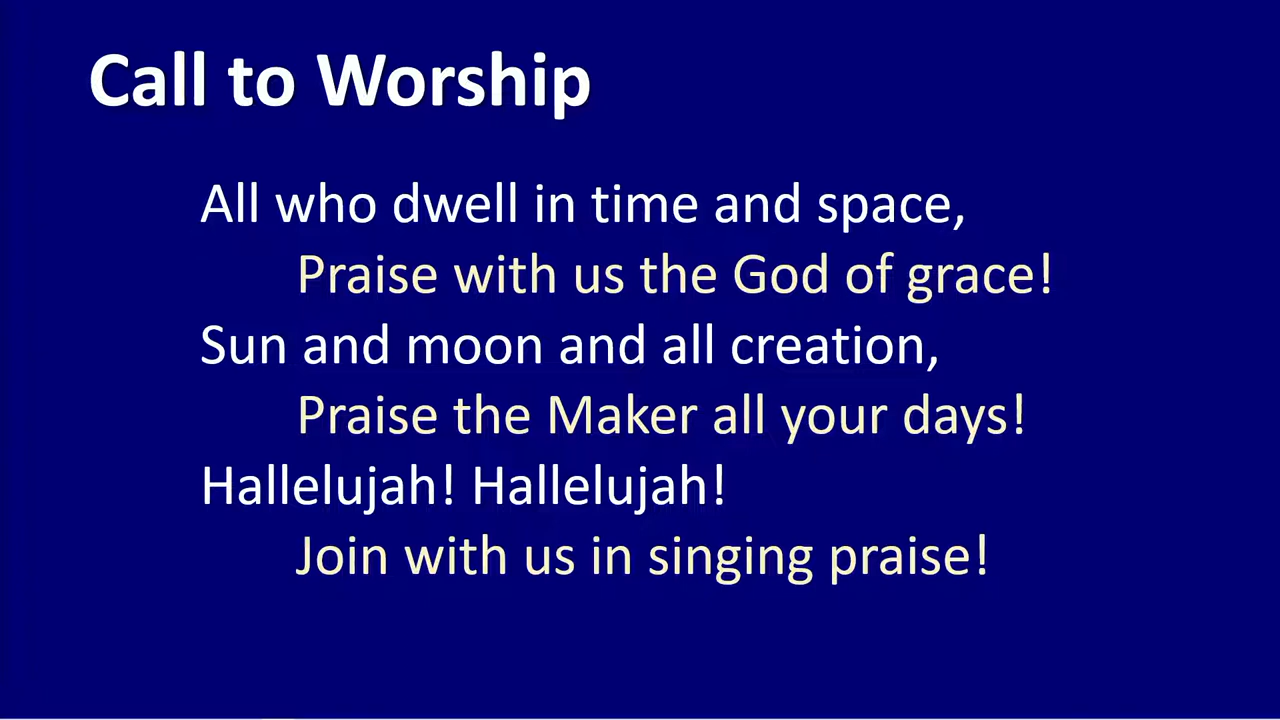 Call to Worship
All who dwell in time and space,
Praise with us the God of grace!
Sun and moon and all creation,
Praise the Maker all your days!
Hallelujah! Hallelujah!
Join with us in singing praise!